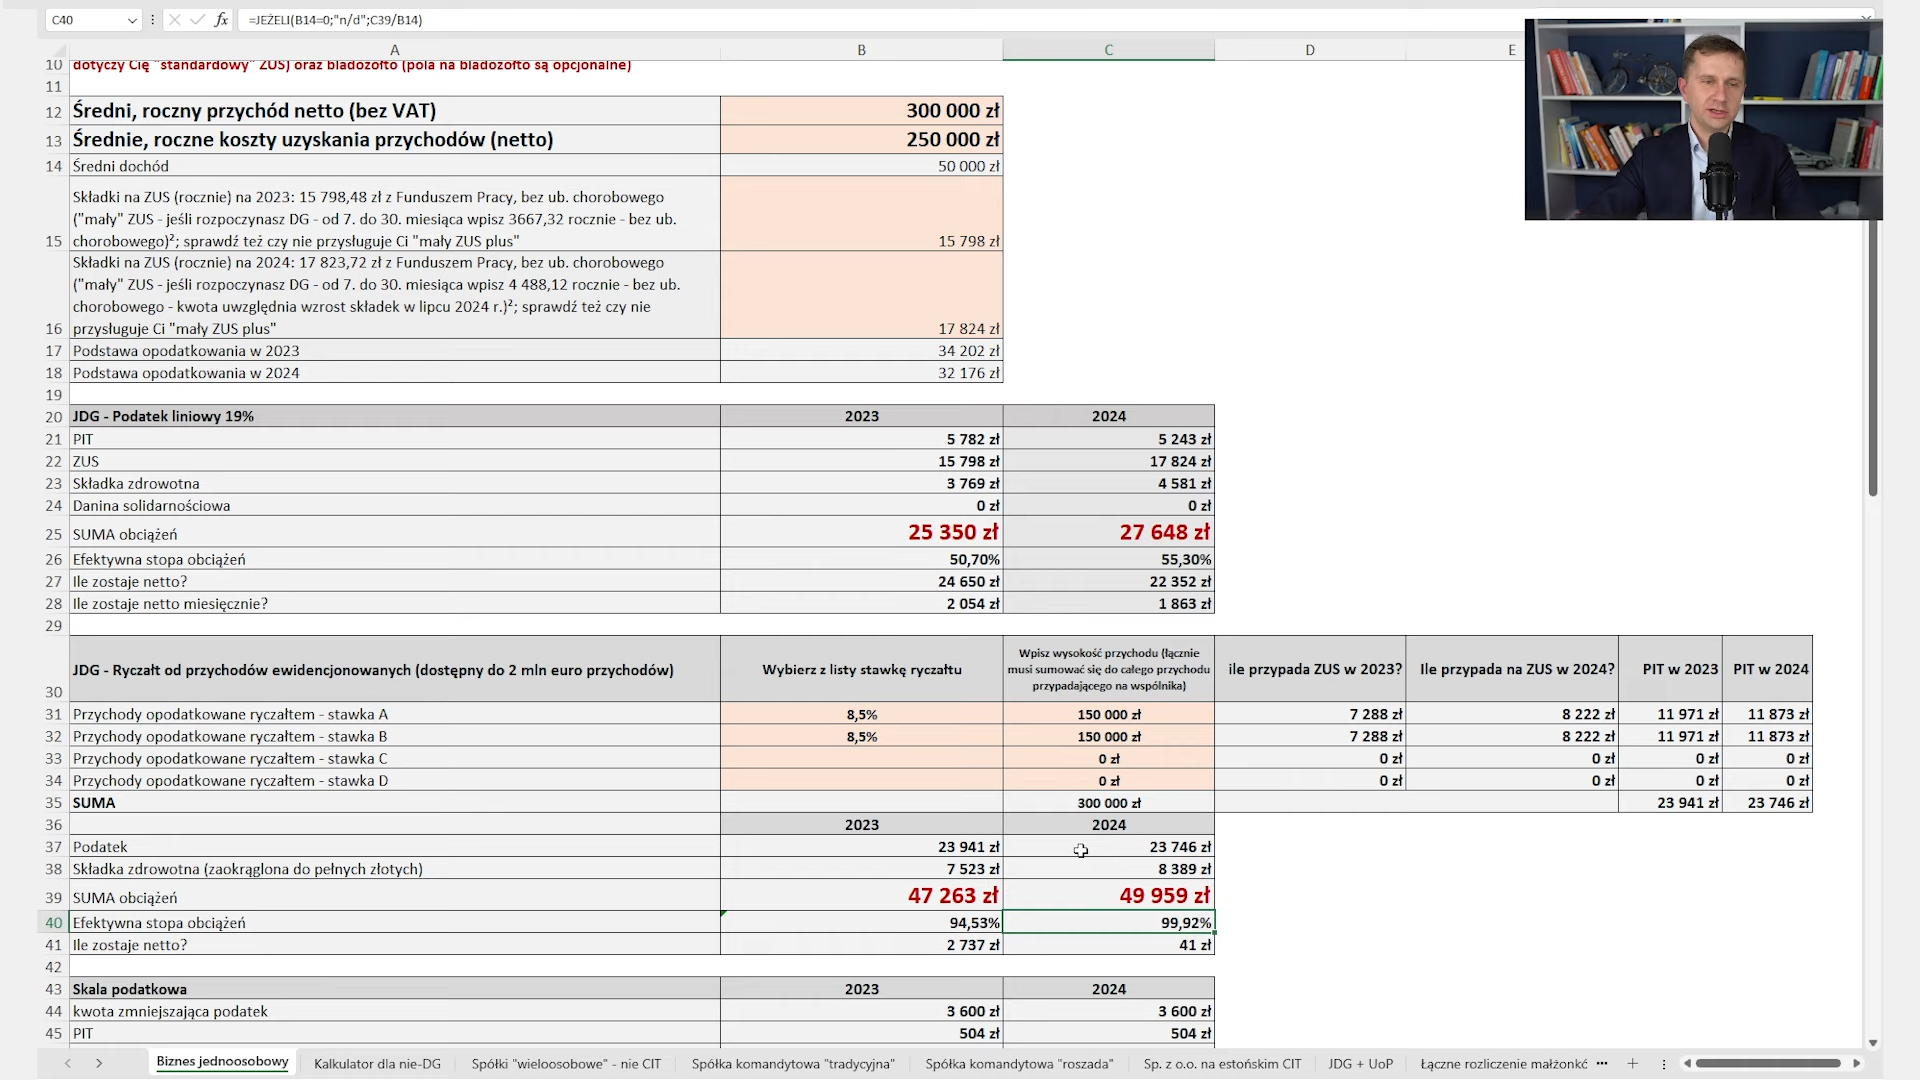 C40 fx =JEŻELI(B14=0;"n/d";C39/B14)
A B C D E
10 dotyczy Cię "standardowy" ZUS) oraz bladożółto (pola na bladożółto są opcjonalne)
11
12 Średni, roczny przychód netto (bez VAT) 300 000 zł
13 Średnie, roczne koszty uzyskania przychodów (netto) 250 000 zł
14 Średni dochód 50 000 zł
Składki na ZUS (rocznie) na 2023: 15 798,48 zł z Funduszem Pracy, bez ub. chorobowego
("mały" ZUS - jeśli rozpoczynasz DG - od 7. do 30. miesiąca wpisz 3667,32 rocznie - bez ub.
15 chorobowego)²; sprawdź też czy nie przysługuje Ci "mały ZUS plus" 15 798 zł
Składki na ZUS (rocznie) na 2024: 17 823,72 zł z Funduszem Pracy, bez ub. chorobowego
("mały" ZUS - jeśli rozpoczynasz DG - od 7. do 30. miesiąca wpisz 4 488,12 rocznie - bez ub.
chorobowego - kwota uwzględnia wzrost składek w lipcu 2024 r.)²; sprawdź też czy nie
16 przysługuje Ci "mały ZUS plus" 17 824 zł
17 Podstawa opodatkowania w 2023 34 202 zł
18 Podstawa opodatkowania w 2024 32 176 zł
19
20 JDG - Podatek liniowy 19% 2023 2024
21 PIT 5 782 zł 5 243 zł
22 ZUS 15 798 zł 17 824 zł
23 Składka zdrowotna 3 769 zł 4 581 zł
24 Danina solidarnościowa 0 zł 0 zł
25 SUMA obciążeń 25 350 zł 27 648 zł
26 Efektywna stopa obciążeń 50,70% 55,30%
27 Ile zostaje netto? 24 650 zł 22 352 zł
28 Ile zostaje netto miesięcznie? 2 054 zł 1 863 zł
29
30 JDG - Ryczałt od przychodów ewidencjonowanych (dostępny do 2 mln euro przychodów) Wybierz z listy stawkę ryczałtu Wpisz wysokość przychodu (łącznie musi sumować się do całego przychodu przypadającego na wspólnika) ile przypada ZUS w 2023? Ile przypada na ZUS w 2024? PIT w 2023 PIT w 2024
31 Przychody opodatkowane ryczałtem - stawka A 8,5% 150 000 zł 7 288 zł 8 222 zł 11 971 zł 11 873 zł
32 Przychody opodatkowane ryczałtem - stawka B 8,5% 150 000 zł 7 288 zł 8 222 zł 11 971 zł 11 873 zł
33 Przychody opodatkowane ryczałtem - stawka C 0 zł 0 zł 0 zł 0 zł 0 zł
34 Przychody opodatkowane ryczałtem - stawka D 0 zł 0 zł 0 zł 0 zł 0 zł
35 SUMA 300 000 zł 23 941 zł 23 746 zł
36 2023 2024
37 Podatek 23 941 zł 23 746 zł
38 Składka zdrowotna (zaokrąglona do pełnych złotych) 7 523 zł 8 389 zł
39 SUMA obciążeń 47 263 zł 49 959 zł
40 Efektywna stopa obciążeń 94,53% 99,92%
41 Ile zostaje netto? 2 737 zł 41 zł
42
43 Skala podatkowa 2023 2024
44 kwota zmniejszająca podatek 3 600 zł 3 600 zł
45 PIT 504 zł 504 zł
Biznes jednoosobowy Kalkulator dla nie-DG Spółki "wieloosobowe" - nie CIT Spółka komandytowa "tradycyjna" Spółka komandytowa "roszada" Sp. z o.o. na estońskim CIT JDG + UoP Łączne rozliczenie małżonkó ...